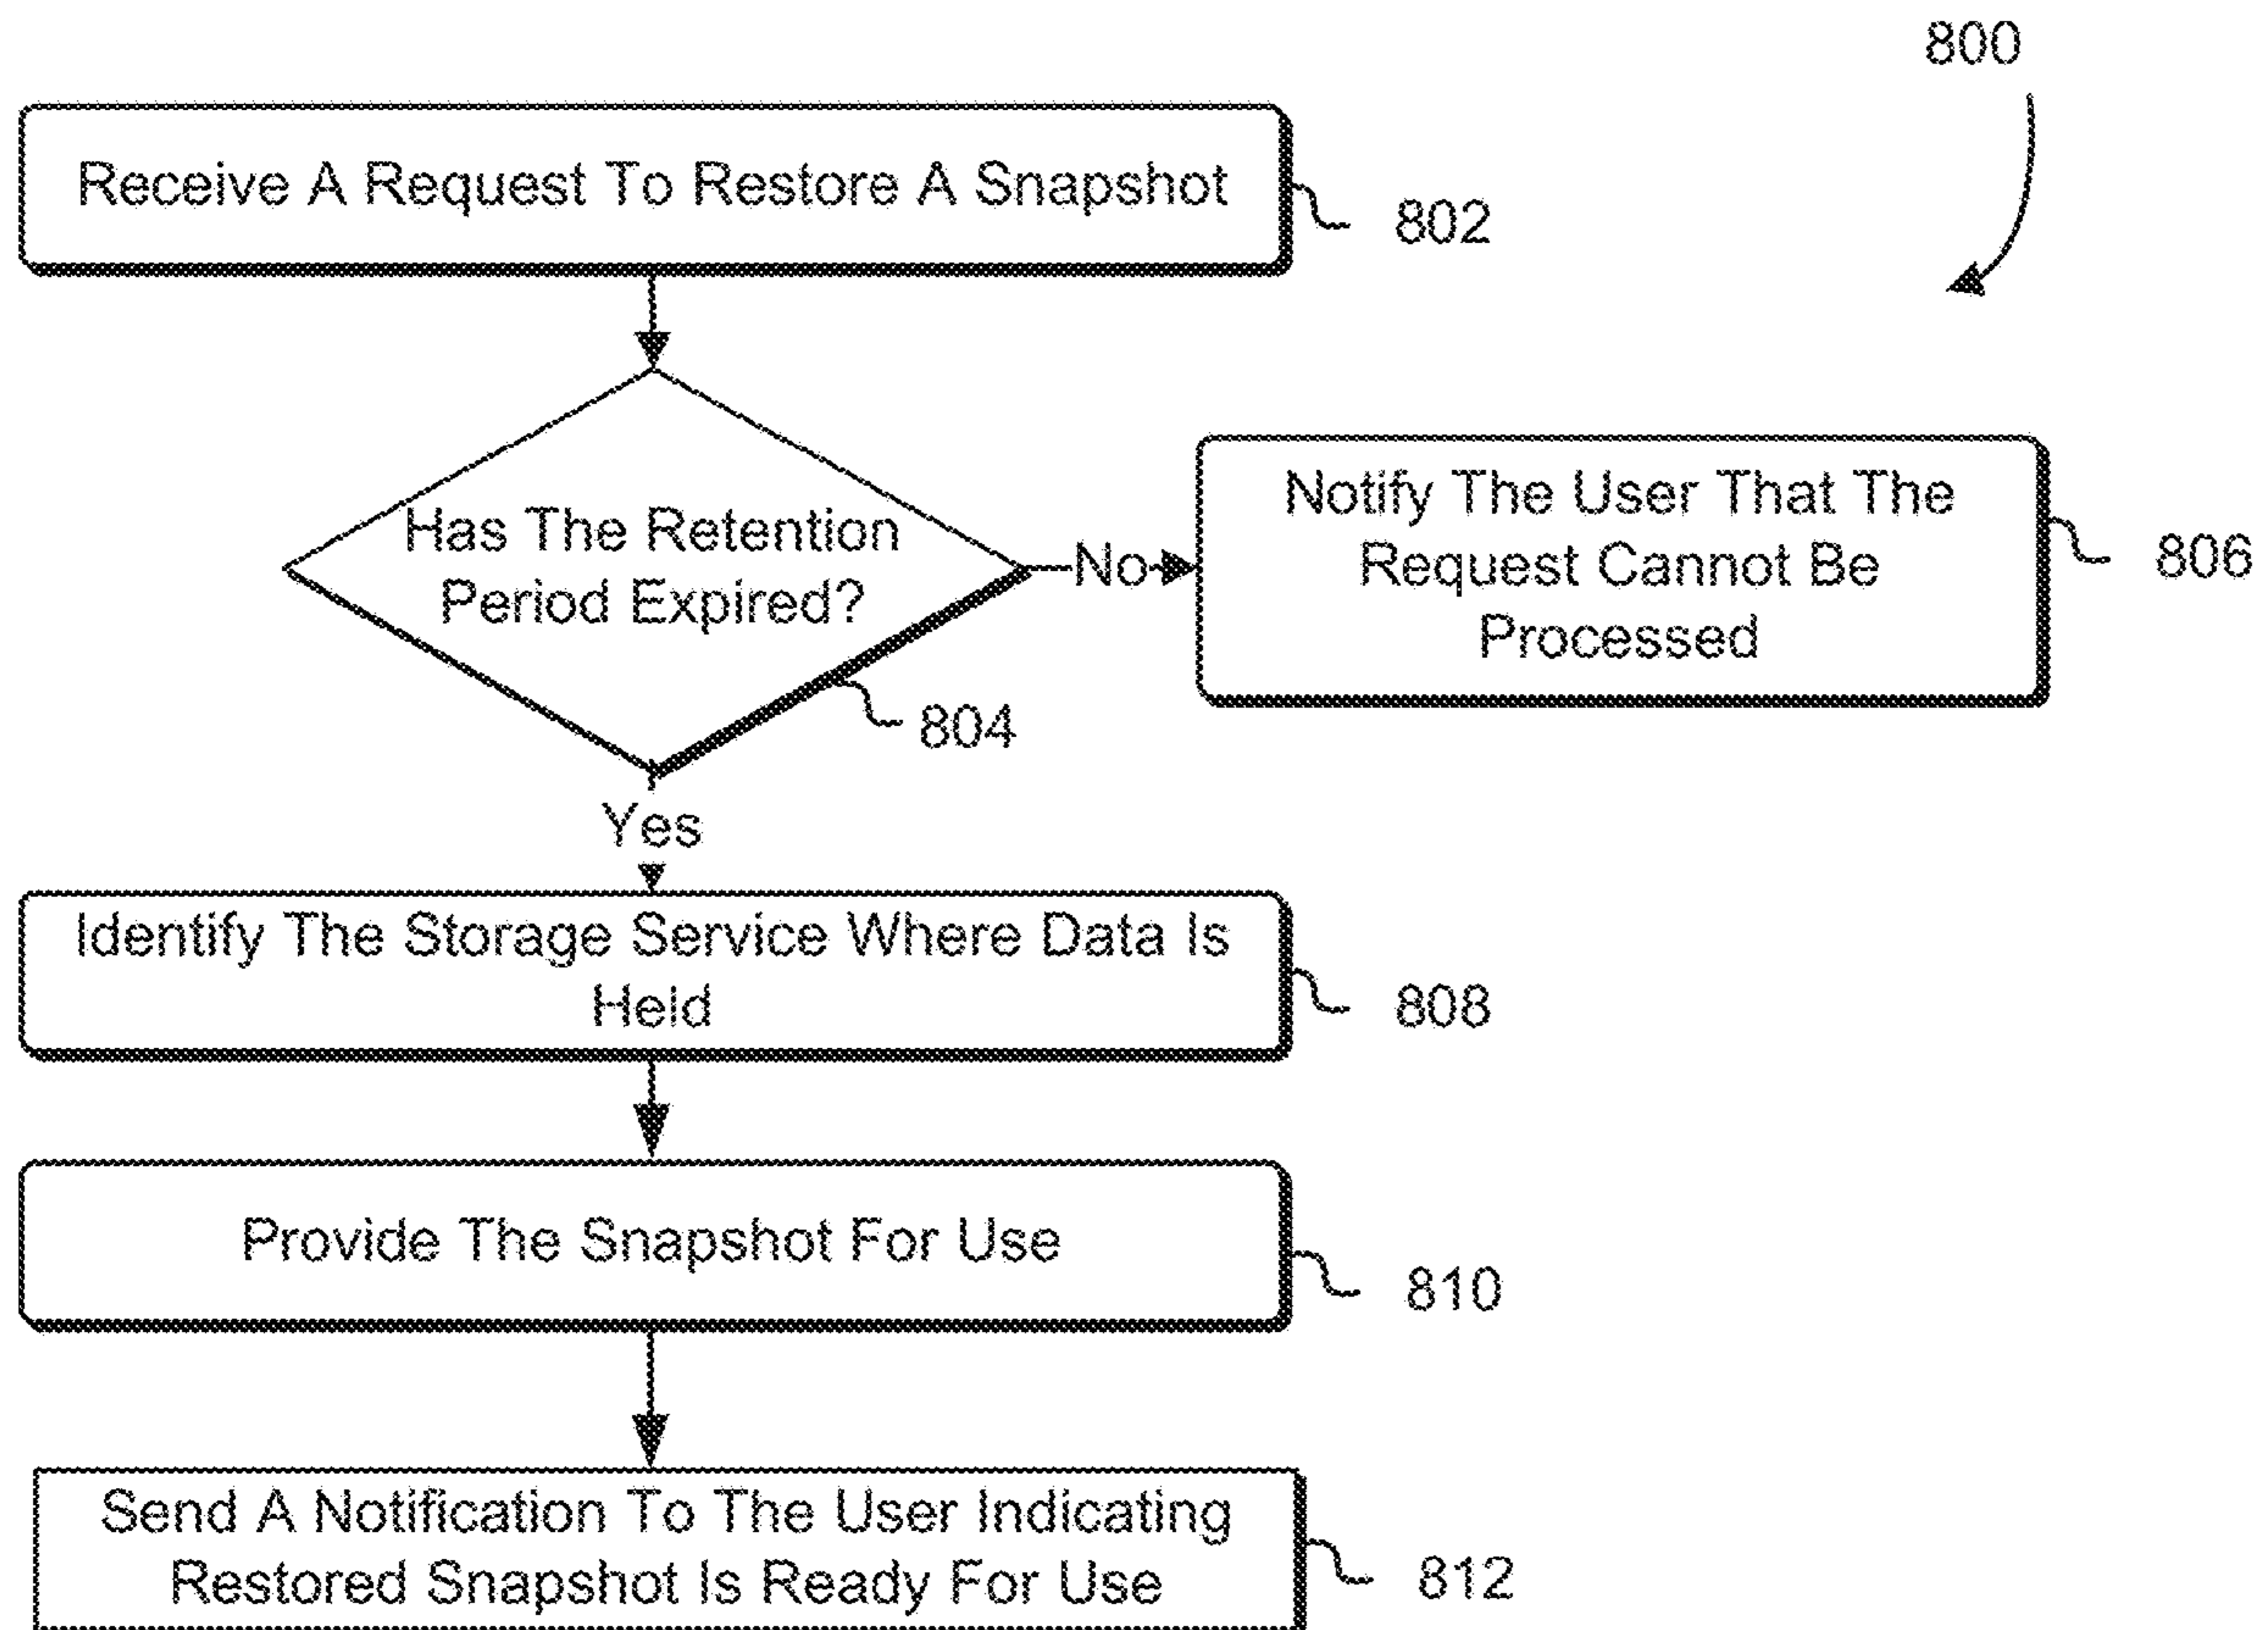 800
Receive A Request To Restore A Snapshot
802
Has The Retention
Period Expired?
No
Notify The User That The
Request Cannot Be
Processed
806
804
Yes
Identify The Storage Service Where Data Is
Held
808
Provide The Snapshot For Use
810
Send A Notification To The User Indicating
Restored Snapshot Is Ready For Use
812